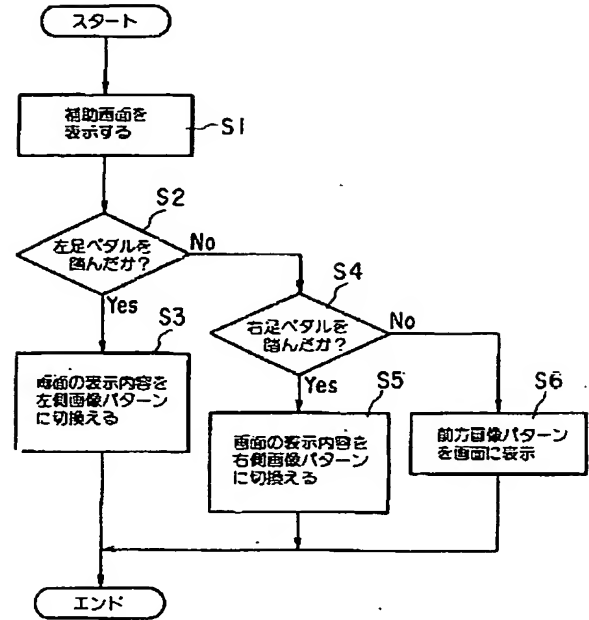 スタート
補助画面を
表示する
S1
S2
左足ペダルを
踏んだか?
No
Yes
S3
画面の表示内容を
左側画像パターン
に切換える
S4
右足ペダルを
踏んだか?
No
Yes
S5
画面の表示内容を
右側画像パターン
に切換える
S6
前方画像パターン
を画面に表示
エンド